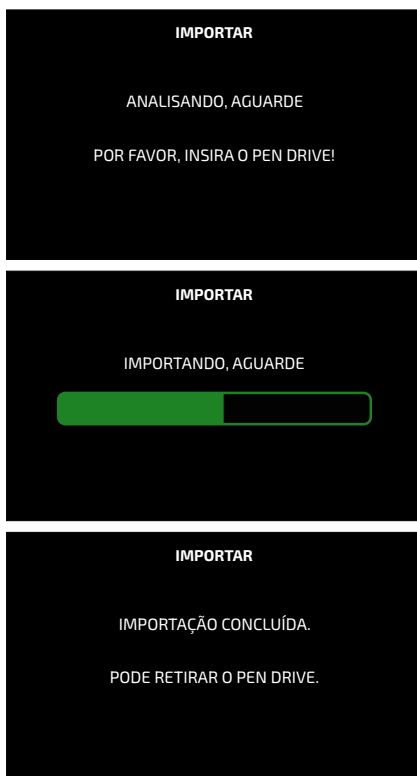 IMPORTAR
ANALISANDO, AGUARDE
POR FAVOR, INSIRA O PEN DRIVE!
IMPORTAR
IMPORTANDO, AGUARDE
IMPORTAR
IMPORTAÇÃO CONCLUÍDA.
PODE RETIRAR O PEN DRIVE.